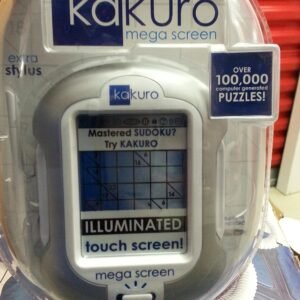 kakuro
mega screen
extra
stylus
OVER
100,000
computer generated
PUZZLES!
kakuro
Mastered SUDOKU?
Try KAKURO
ILLUMINATED
touch screen!
mega screen